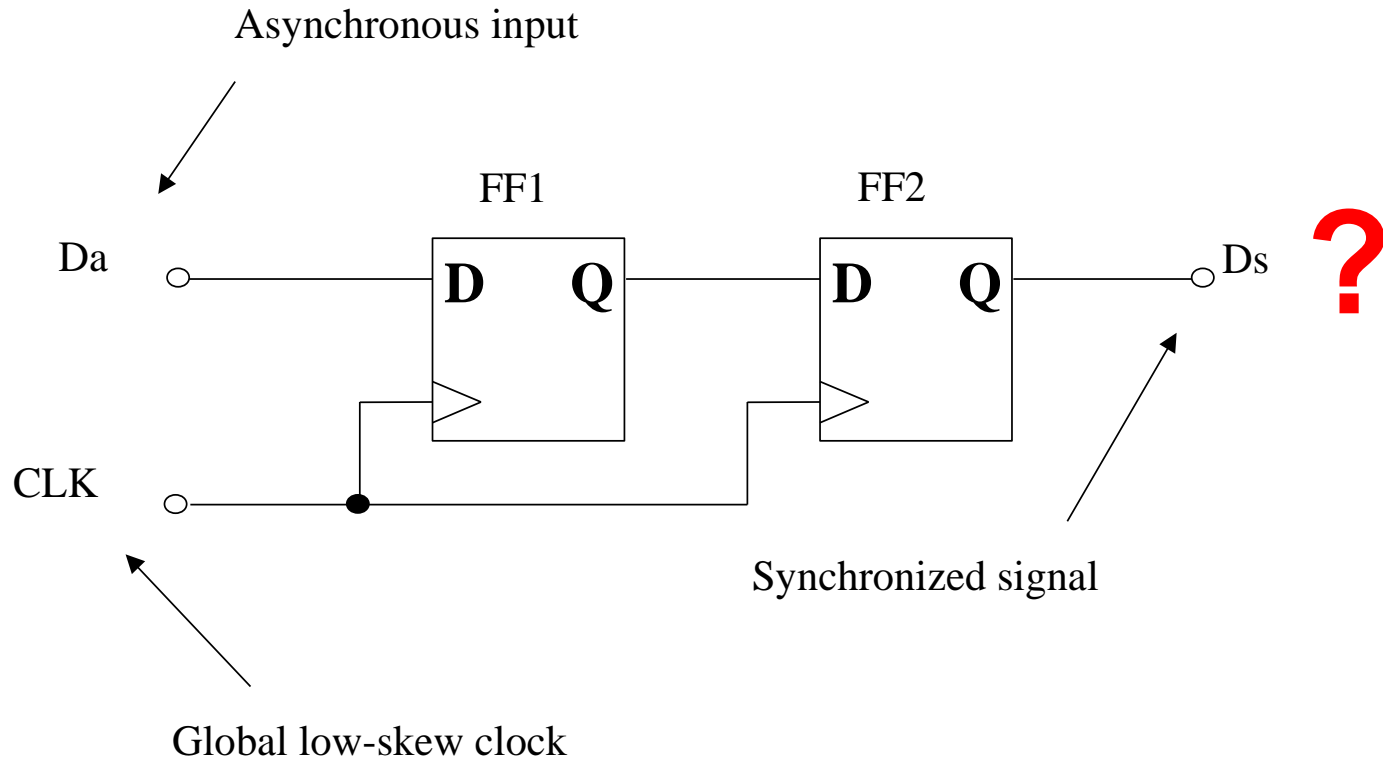 Asynchronous input
FF1
FF2
Da
D
Q
D
Q
Ds
?
CLK
Synchronized signal
Global low-skew clock